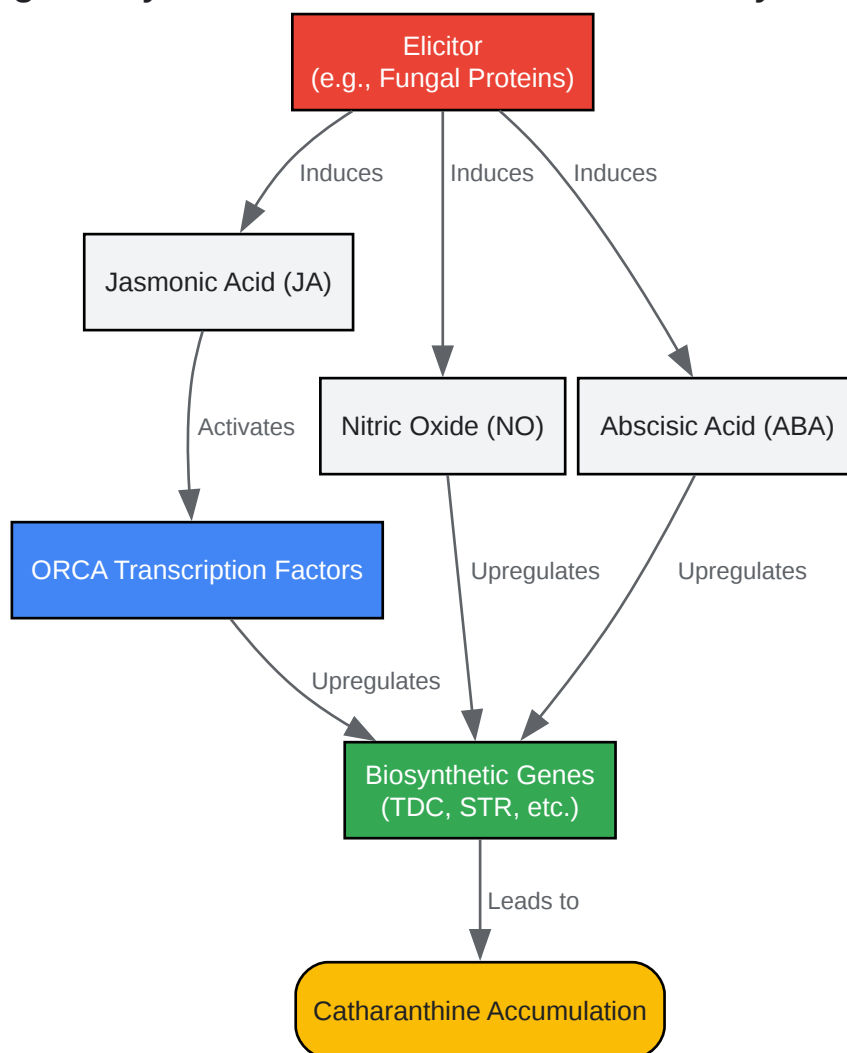 Elicitor
(e.g., Fungal Proteins)
Induces
Induces
Induces
Jasmonic Acid (JA)
Nitric Oxide (NO)
Abscisic Acid (ABA)
Activates
ORCA Transcription Factors
Upregulates
Upregulates
Upregulates
Biosynthetic Genes
(TDC, STR, etc.)
Leads to
Catharanthine Accumulation